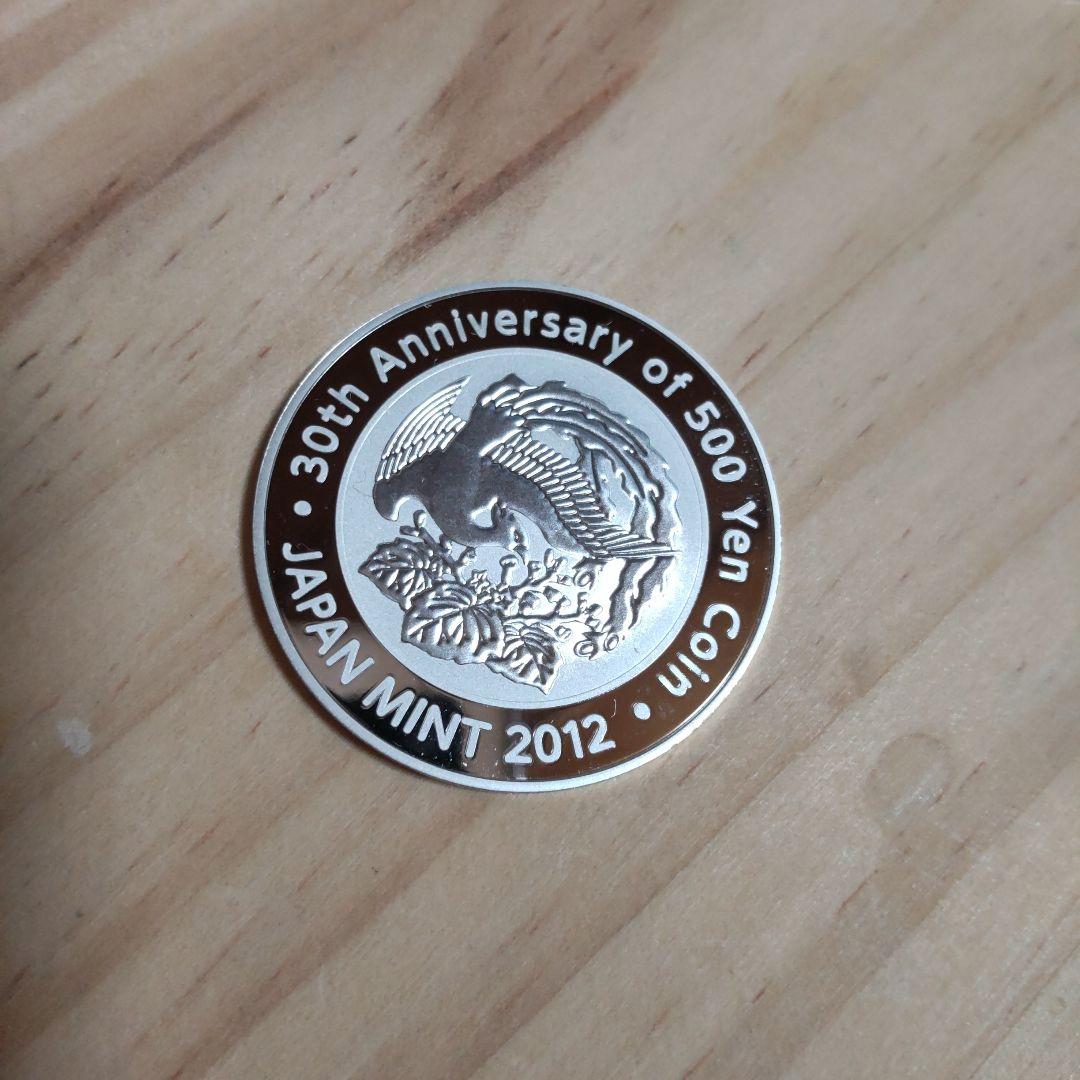 • 30th Anniversary of 500 Yen Coin •
JAPAN MINT 2012